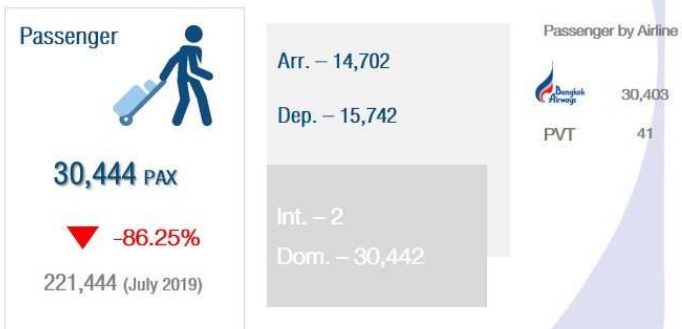 Passenger
30,444 PAX
-86.25%
221,444 (July 2019)
Arr. – 14,702
Dep. – 15,742
Int. – 2
Dom. – 30,442
Passenger by Airline
Bangkok
Airways
30,403
PVT 41